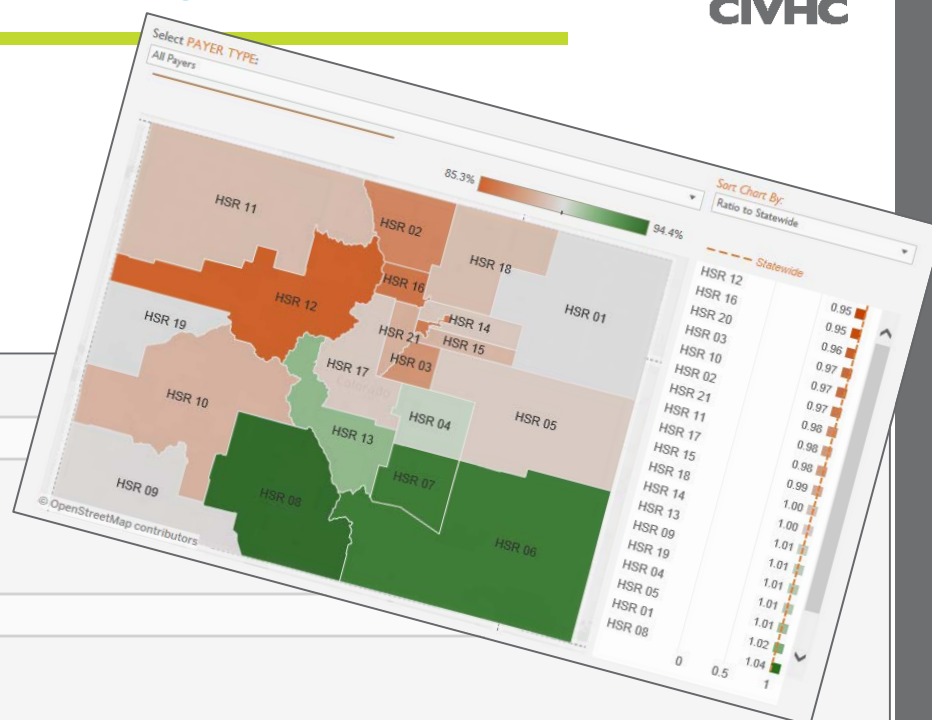 CIVHC
Select PAYER TYPE:
All Payers
85.3%
94.4%
Sort Chart By:
Ratio to Statewide
Statewide
HSR 11
HSR 02
HSR 18
HSR 01
HSR 12
HSR 16
HSR 14
HSR 19
HSR 21
HSR 15
HSR 17
HSR 03
Colorado
HSR 10
HSR 04
HSR 05
HSR 13
HSR 07
HSR 09
HSR 08
HSR 06
© OpenStreetMap contributors
HSR 12
HSR 16
HSR 20
HSR 03
HSR 10
HSR 02
HSR 21
HSR 11
HSR 17
HSR 15
HSR 18
HSR 14
HSR 13
HSR 09
HSR 19
HSR 04
HSR 05
HSR 01
HSR 08
0.95
0.95
0.96
0.97
0.97
0.97
0.98
0.98
0.98
0.99
1.00
1.00
1.01
1.01
1.01
1.01
1.01
1.02
1.04
0
0.5
1